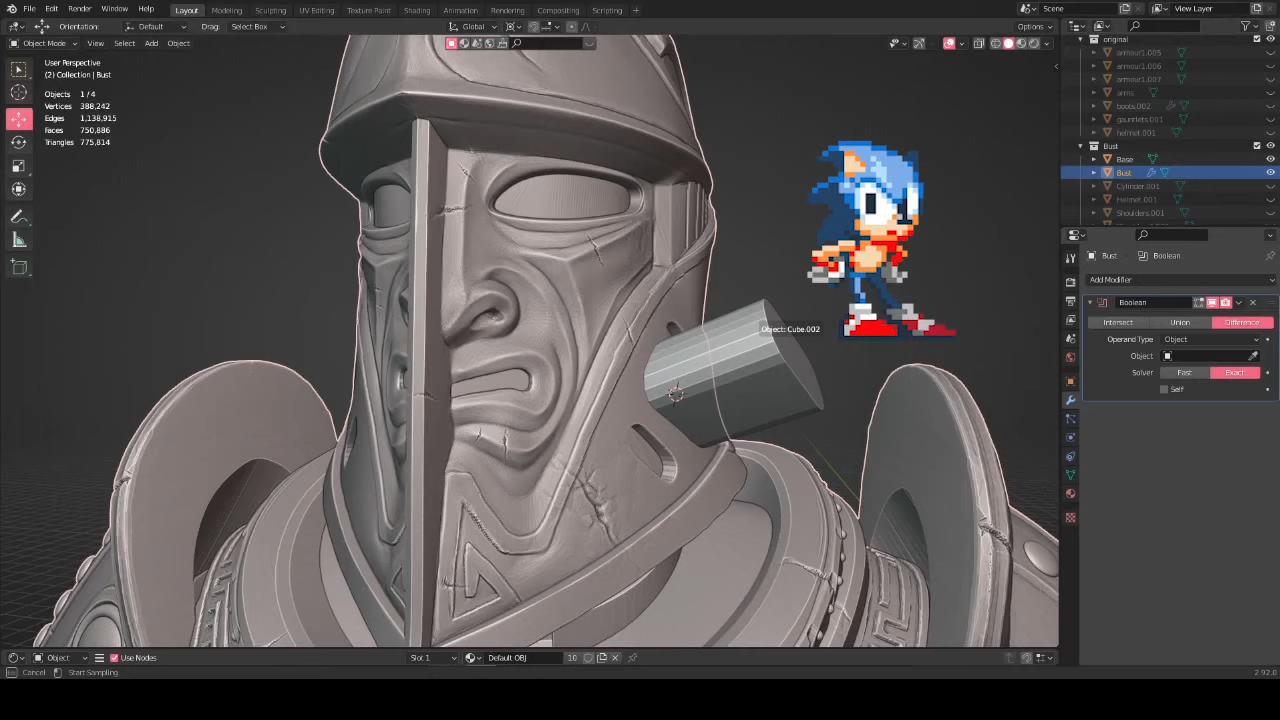 File Edit Render Window Help Layout Modeling Sculpting UV Editing Texture Paint Shading Animation Rendering Compositing Scripting + Scene View Layer
Orientation: Default Drag: Select Box Global Options
Object Mode View Select Add Object
User Perspective
(2) Collection | Bust
Objects 1 / 4
Vertices 388,242
Edges 1,138,915
Faces 750,886
Triangles 775,814
Object: Cube.002
original
armour1.005
armour1.006
armour1.007
arms
boots.002
gauntlets.001
helmet.001
Bust
Base
Bust
Cylinder.001
Helmet.001
Shoulders.001
Bust Boolean
Add Modifier
Boolean
Intersect Union Difference
Operand Type Object
Object
Solver Fast Exact
Self
Object Use Nodes Slot 1 Default OBJ 10
Cancel Start Sampling 2.92.0